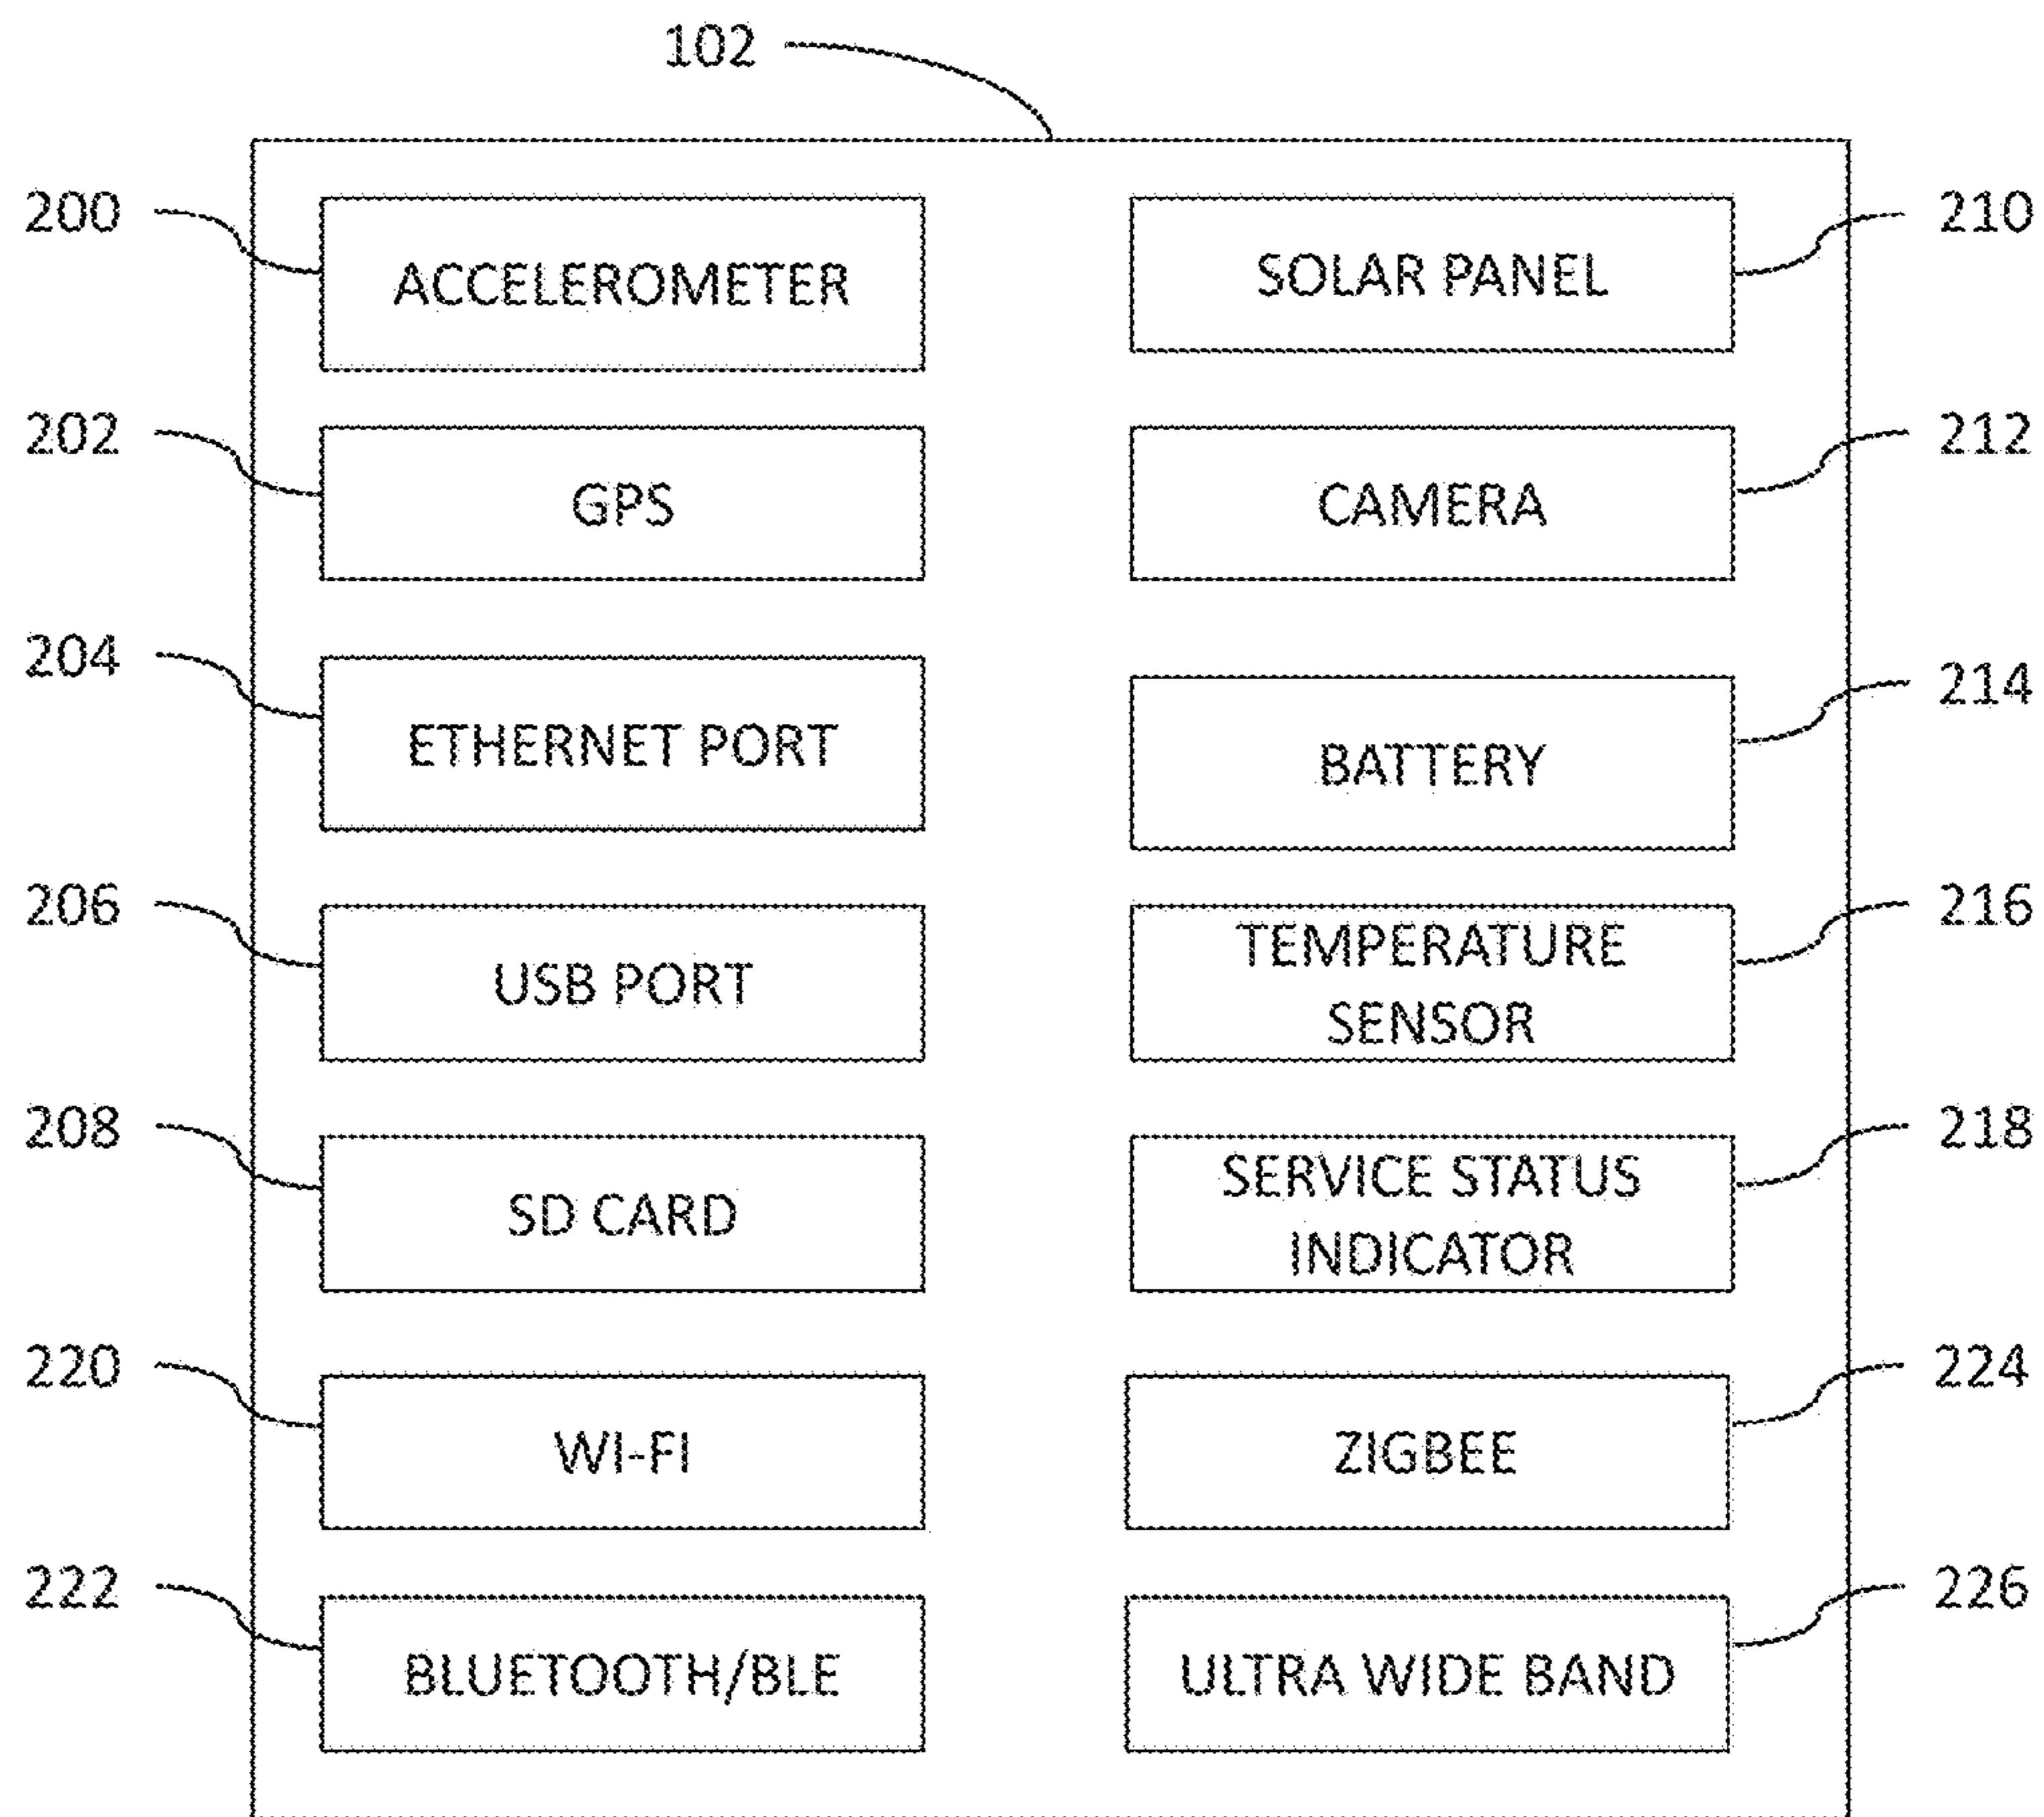 102
200
ACCELEROMETER
SOLAR PANEL
210
202
GPS
CAMERA
212
204
ETHERNET PORT
BATTERY
214
206
USB PORT
TEMPERATURE
SENSOR
216
208
SD CARD
SERVICE STATUS
INDICATOR
218
220
WI-FI
ZIGBEE
224
222
BLUETOOTH/BLE
ULTRA WIDE BAND
226